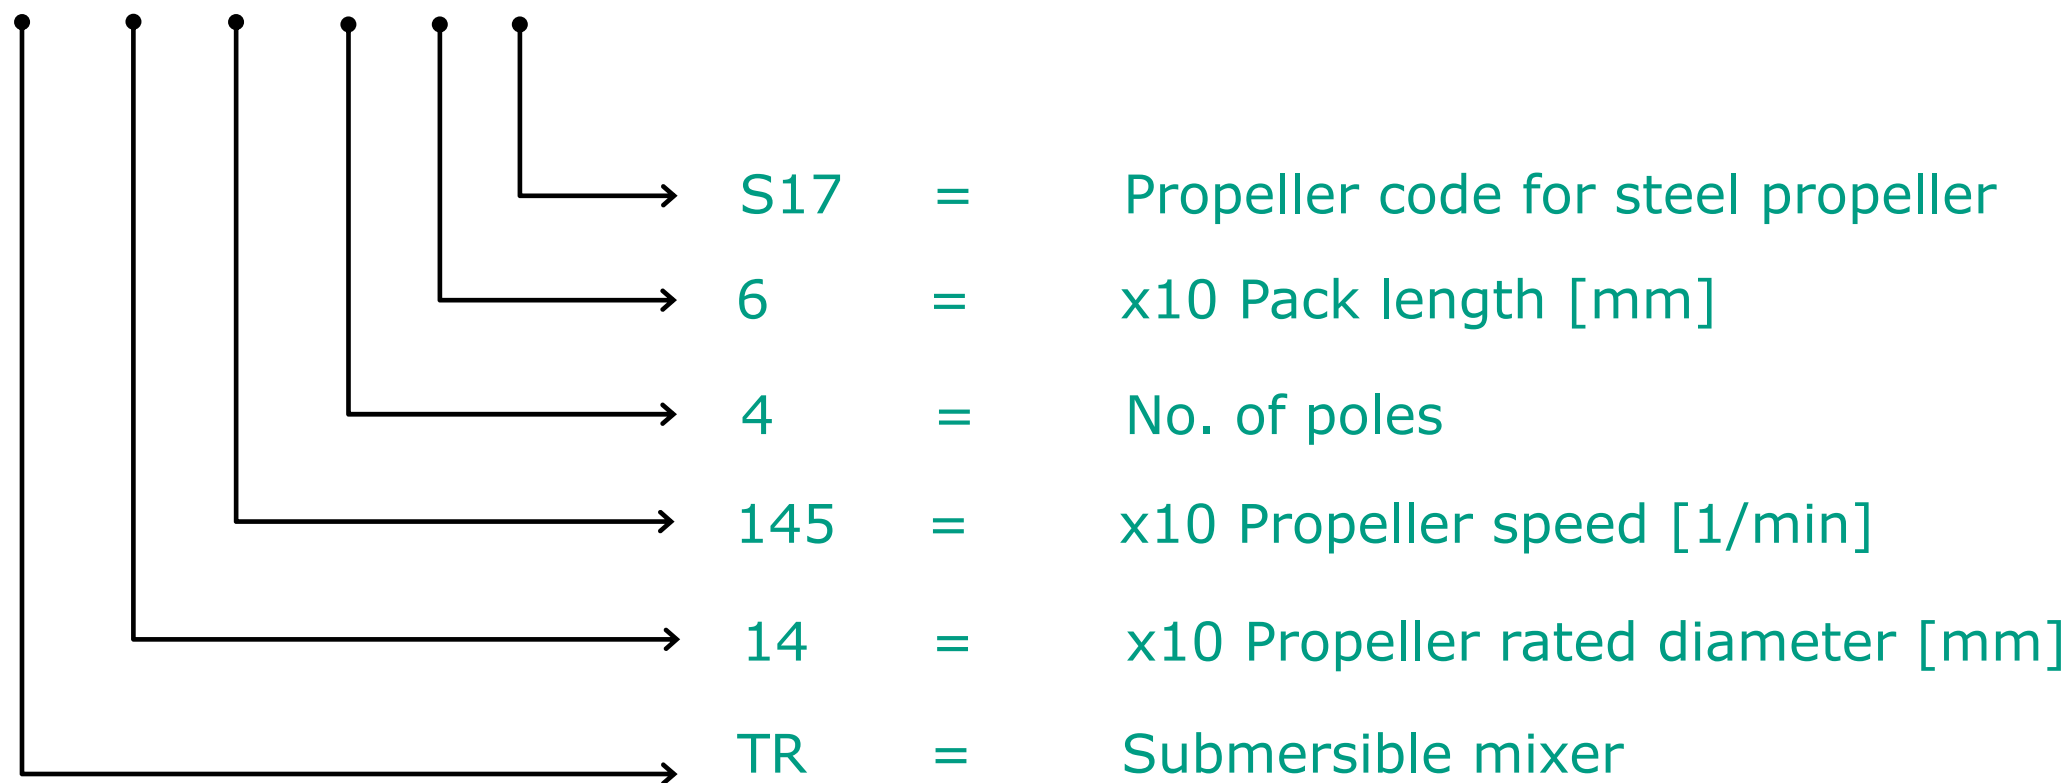 S17 = Propeller code for steel propeller
6 = x10 Pack length [mm]
4 = No. of poles
145 = x10 Propeller speed [1/min]
14 = x10 Propeller rated diameter [mm]
TR = Submersible mixer